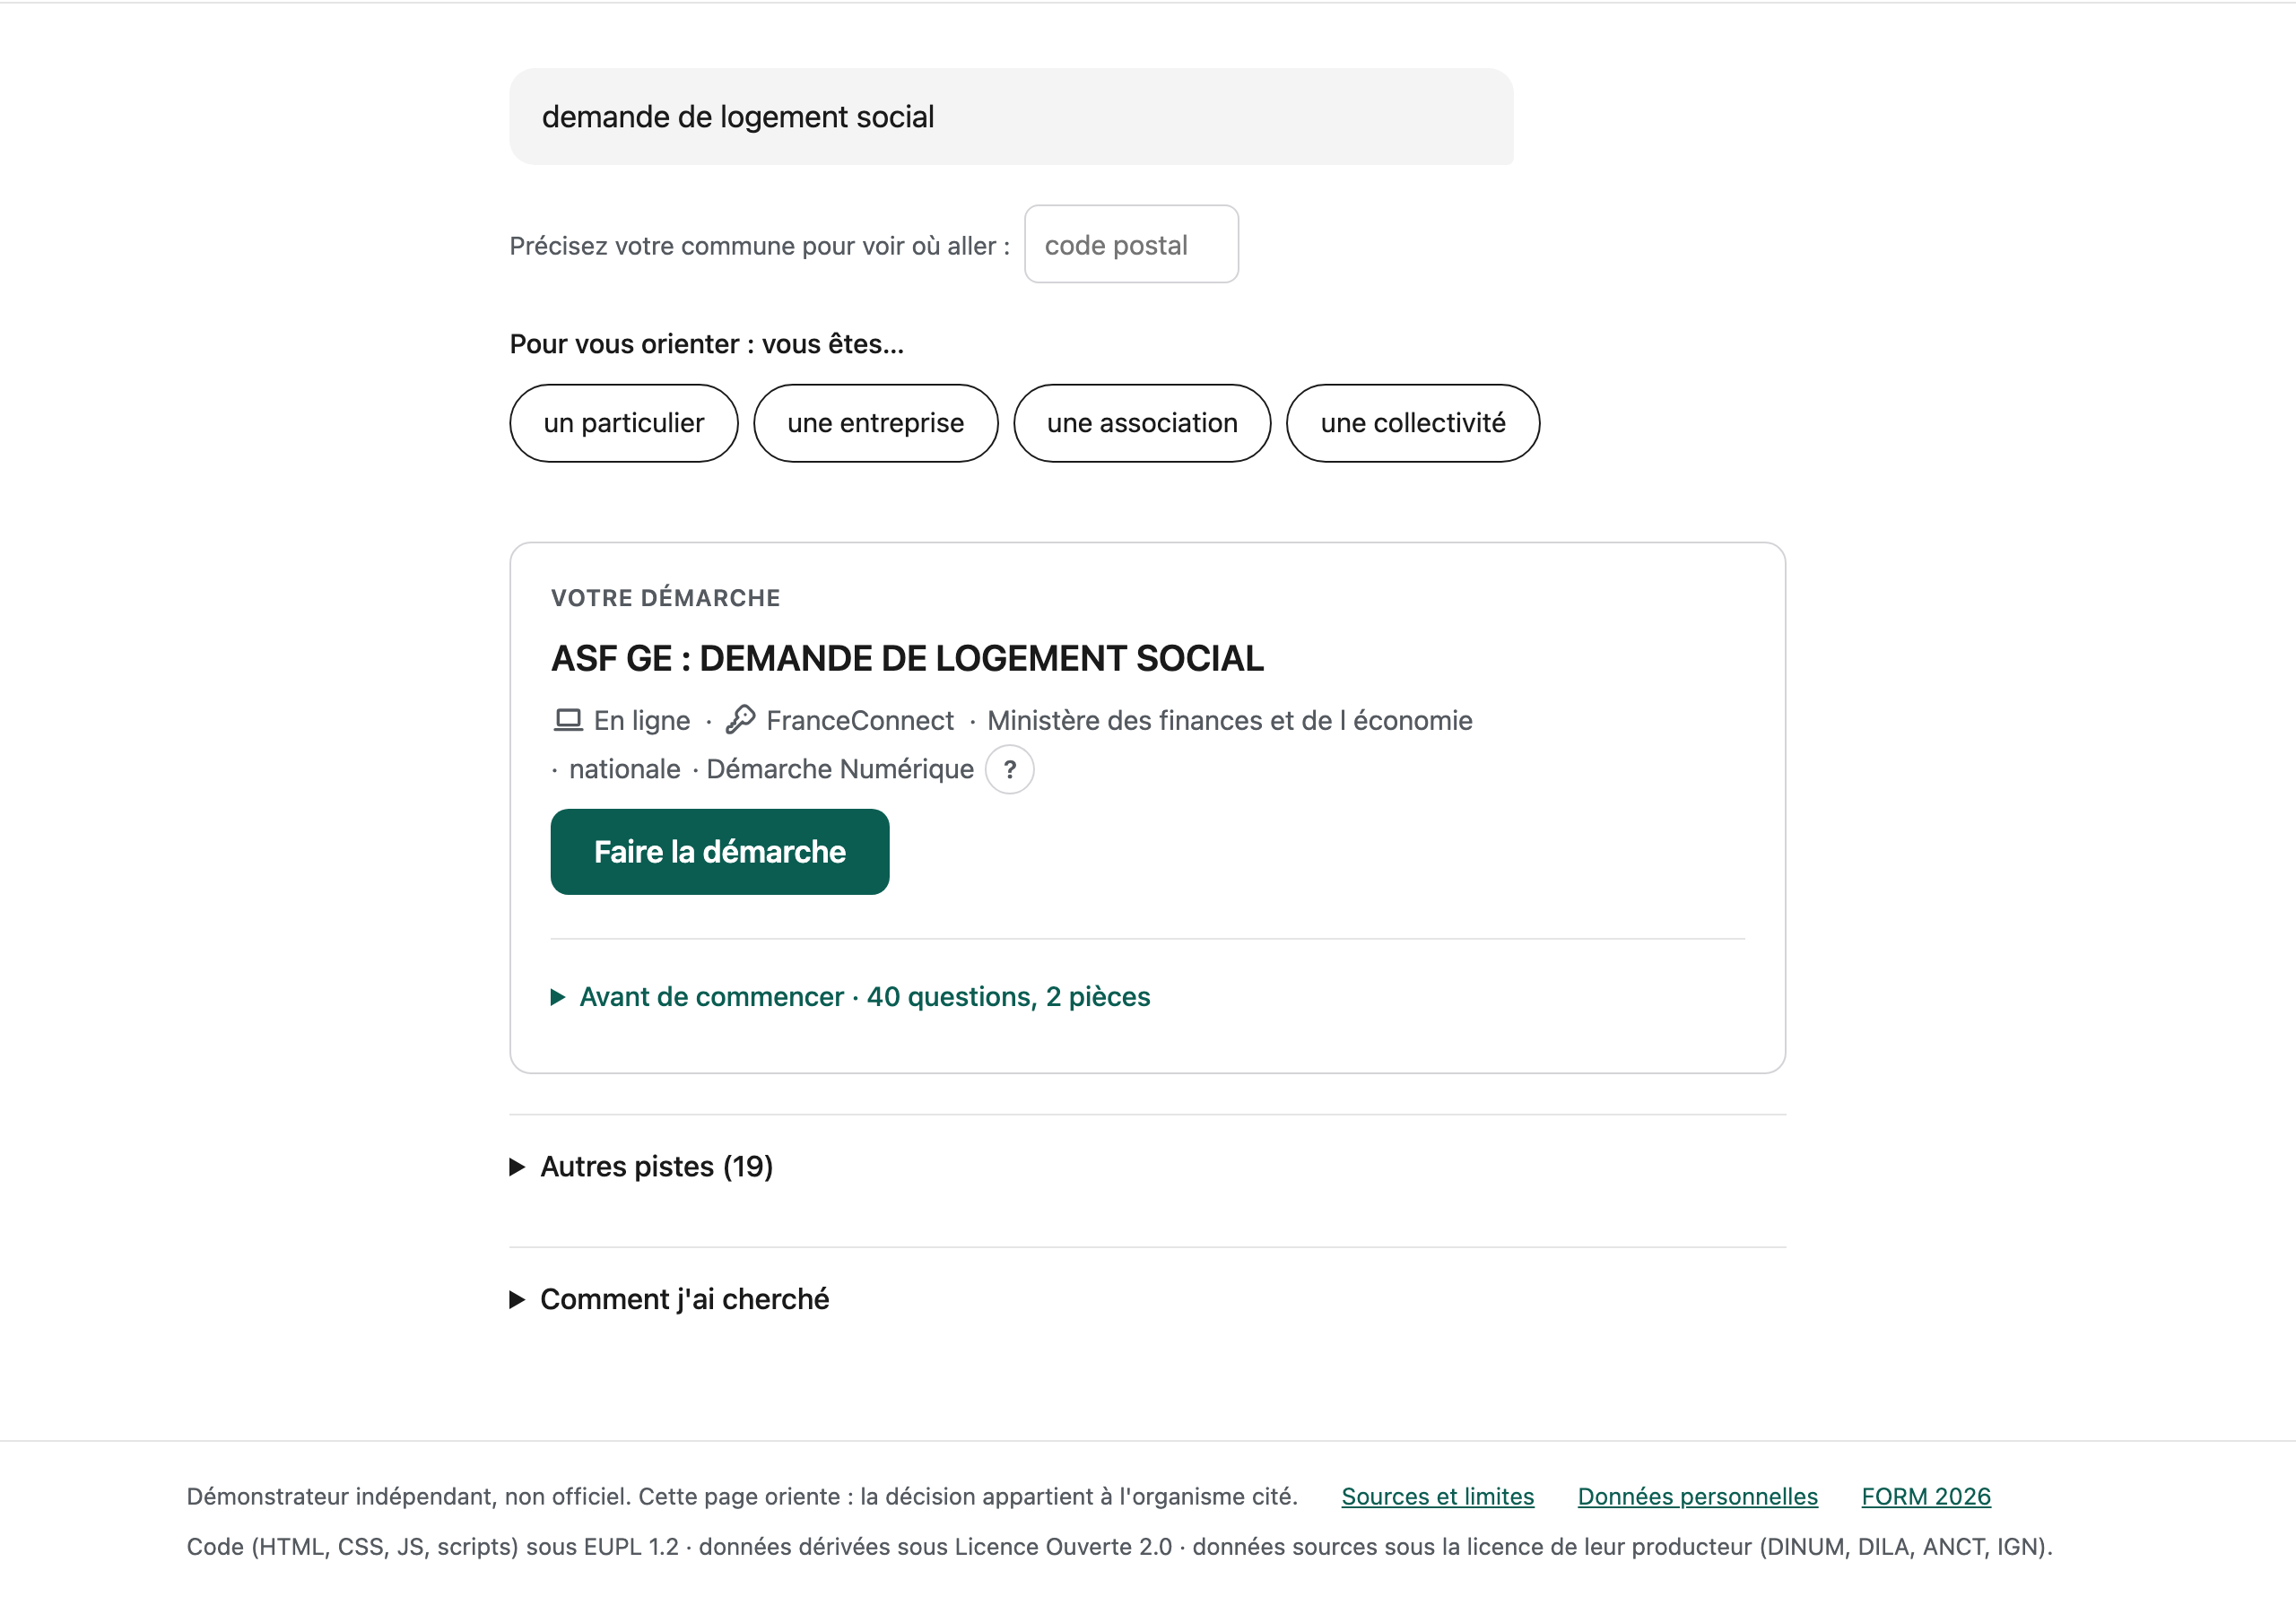 demande de logement social
Précisez votre commune pour voir où aller : code postal
Pour vous orienter : vous êtes...
un particulier une entreprise une association une collectivité
VOTRE DÉMARCHE
ASF GE : DEMANDE DE LOGEMENT SOCIAL
En ligne · FranceConnect · Ministère des finances et de l économie
· nationale · Démarche Numérique ?
Faire la démarche
Avant de commencer · 40 questions, 2 pièces
Autres pistes (19)
Comment j'ai cherché
Démonstrateur indépendant, non officiel. Cette page oriente : la décision appartient à l'organisme cité. Sources et limites Données personnelles FORM 2026
Code (HTML, CSS, JS, scripts) sous EUPL 1.2 · données dérivées sous Licence Ouverte 2.0 · données sources sous la licence de leur producteur (DINUM, DILA, ANCT, IGN).